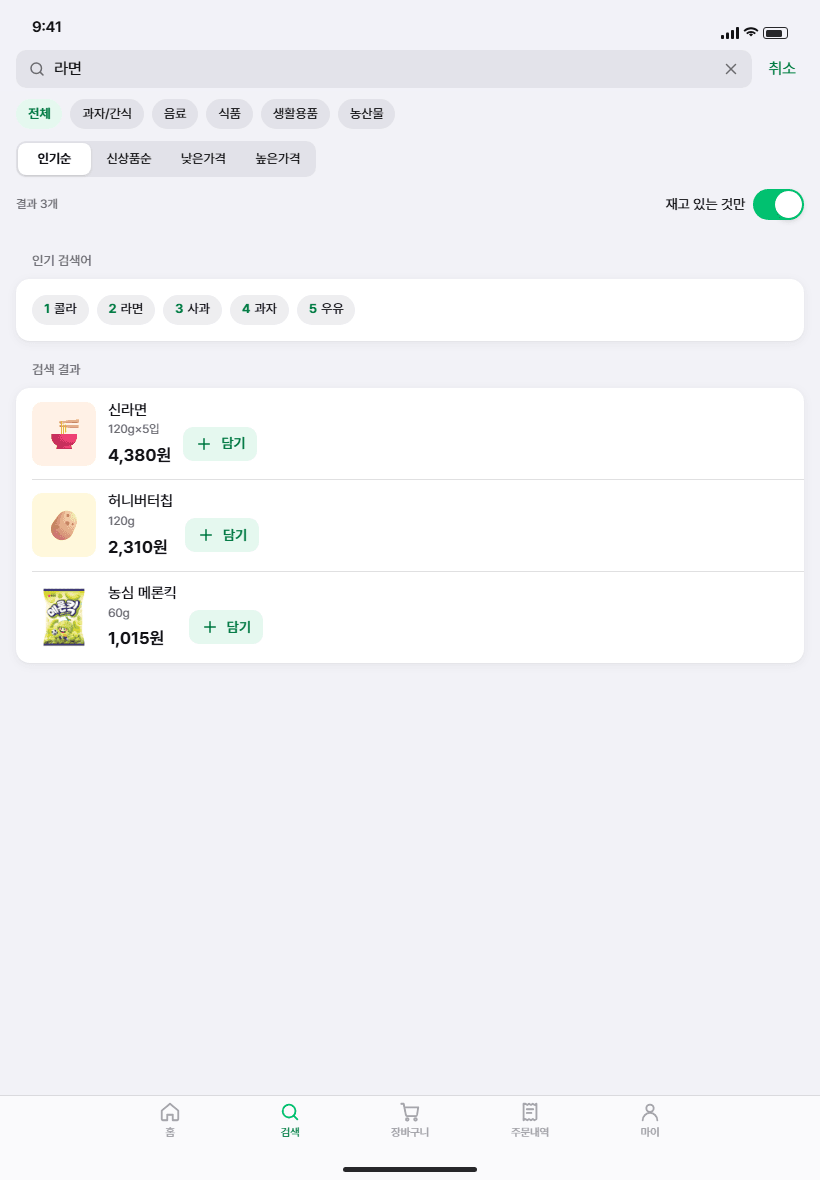 9:41
라면
취소
전체 과자/간식 음료 식품 생활용품 농산물
인기순 신상품순 낮은가격 높은가격
결과 3개
재고 있는 것만
인기 검색어
1 콜라 2 라면 3 사과 4 과자 5 우유
검색 결과
신라면
120g×5입
4,380원
담기
허니버터칩
120g
2,310원
담기
농심 메론킥
60g
1,015원
담기
홈 검색 장바구니 주문내역 마이